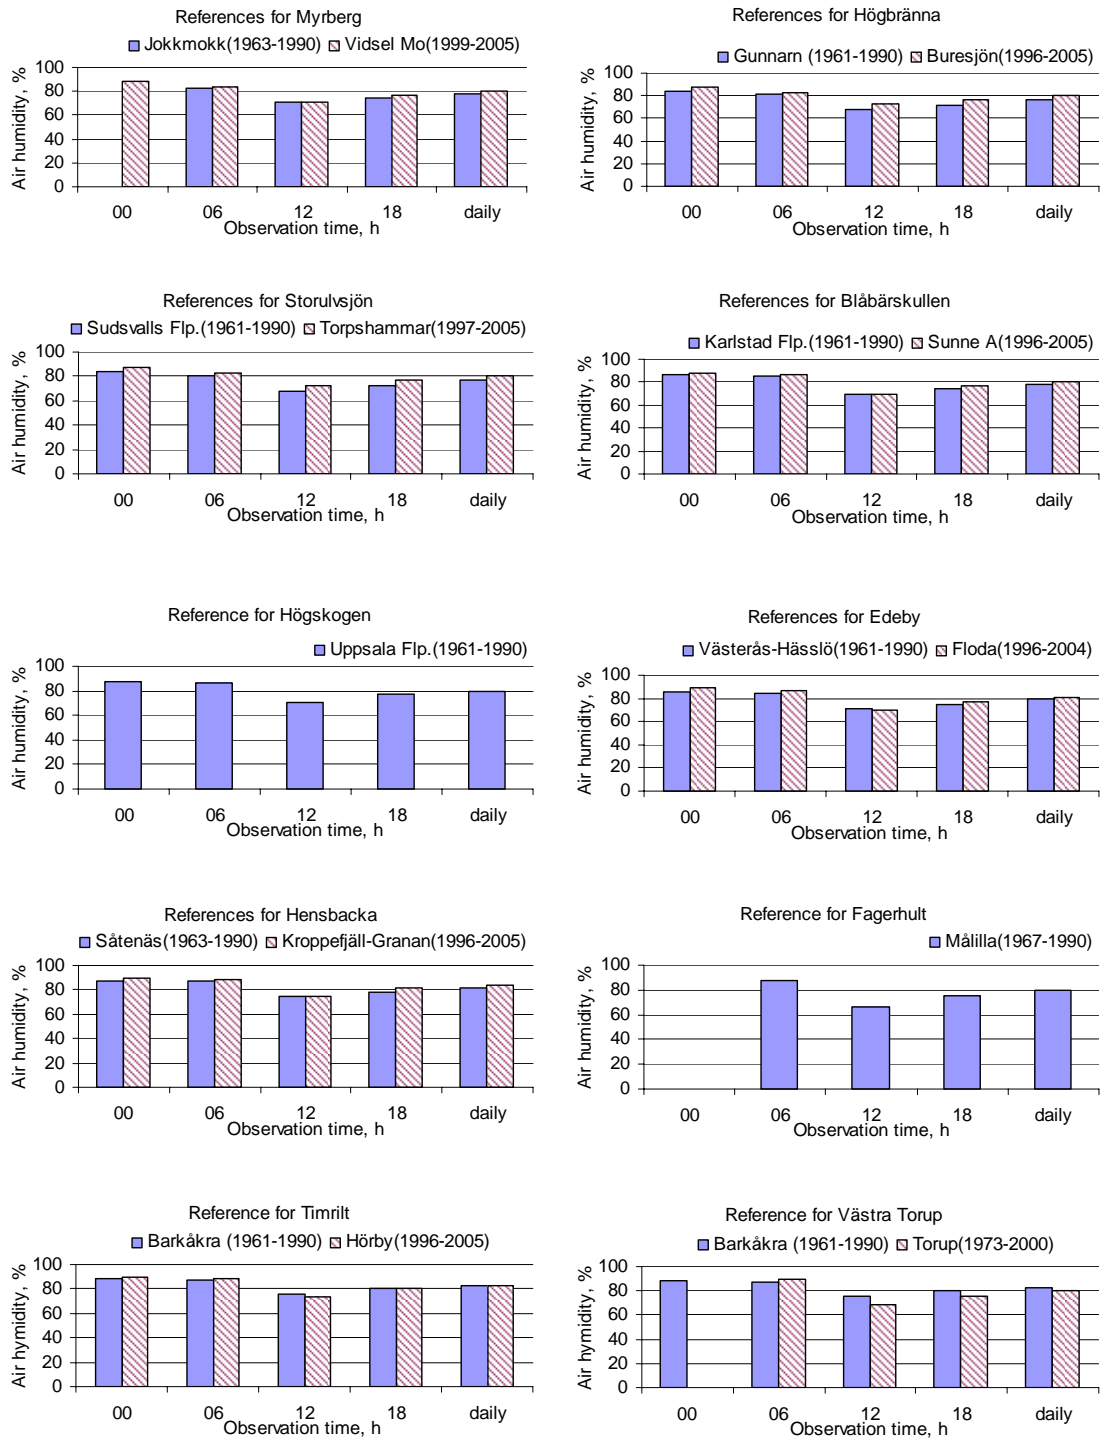 References for Myrberg
Jokkmokk(1963-1990) Vidsel Mo(1999-2005)
Air humidity, %
100
80
60
40
20
0
00 06 12 18 daily
Observation time, h
References for Högbränna
Gunnarn (1961-1990) Buresjön(1996-2005)
Air humidity, %
100
80
60
40
20
0
00 06 12 18 daily
Observation time, h
References for Storulvsjön
Sudsvalls Flp.(1961-1990) Torpshammar(1997-2005)
Air humidity, %
100
80
60
40
20
0
00 06 12 18 daily
Observation time, h
References for Blåbärskullen
Karlstad Flp.(1961-1990) Sunne A(1996-2005)
Air humidity, %
100
80
60
40
20
0
00 06 12 18 daily
Observation time, h
Reference for Högskogen
Uppsala Flp.(1961-1990)
Air humidity, %
100
80
60
40
20
0
00 06 12 18 daily
Observation time, h
References for Edeby
Västerås-Hässlö(1961-1990) Floda(1996-2004)
Air humidity, %
100
80
60
40
20
0
00 06 12 18 daily
Observation time, h
References for Hensbacka
Såtenäs(1963-1990) Kroppefjäll-Granan(1996-2005)
Air humidity, %
100
80
60
40
20
0
00 06 12 18 daily
Observation time, h
Reference for Fagerhult
Målilla(1967-1990)
Air humidity, %
100
80
60
40
20
0
00 06 12 18 daily
Observation time, h
Reference for Timrilt
Barkåkra (1961-1990) Hörby(1996-2005)
Air hymidity, %
100
80
60
40
20
0
00 06 12 18 daily
Observation time, h
Reference for Västra Torup
Barkåkra (1961-1990) Torup(1973-2000)
Air hymidity, %
100
80
60
40
20
0
00 06 12 18 daily
Observation time, h